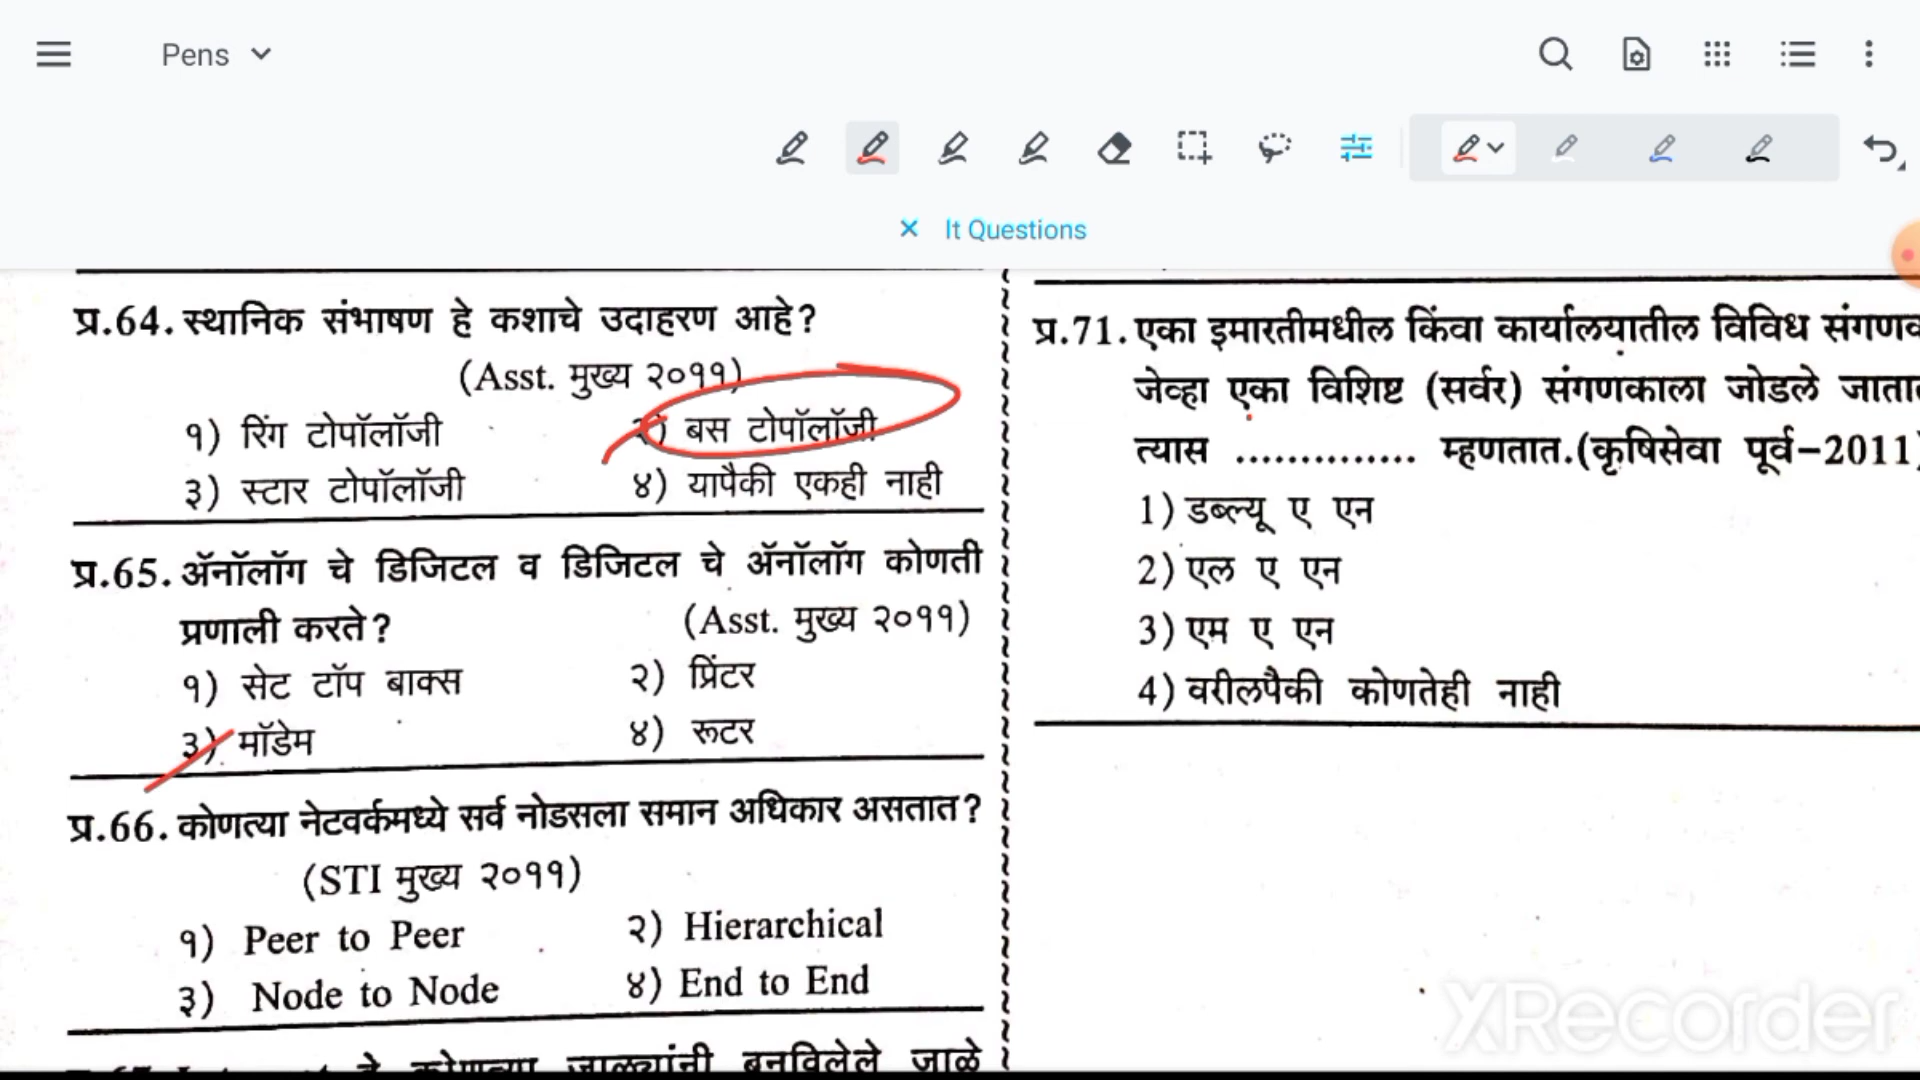 Pens
It Questions
प्र.64. स्थानिक संभाषण हे कशाचे उदाहरण आहे?
(Asst. मुख्य २०११)
१) रिंग टोपॉलॉजी २) बस टोपॉलॉजी
३) स्टार टोपॉलॉजी ४) यापैकी एकही नाही
प्र.65. ॲनॉलॉग चे डिजिटल व डिजिटल चे ॲनॉलॉग कोणती
प्रणाली करते? (Asst. मुख्य २०११)
१) सेट टॉप बाक्स २) प्रिंटर
३) मॉडेम ४) रूटर
प्र.66. कोणत्या नेटवर्कमध्ये सर्व नोडसला समान अधिकार असतात?
(STI मुख्य २०११)
१) Peer to Peer २) Hierarchical
३) Node to Node ४) End to End
कोणत्या जाळ्यांनी बनविलेले जाळे
प्र.71. एका इमारतीमधील किंवा कार्यालयातील विविध
जेव्हा एका विशिष्ट (सर्वर) संगणकाला जोडले
त्यास .............. म्हणतात.(कृषिसेवा पूर्व-2011)
1) डब्ल्यू ए एन
2) एल ए एन
3) एम ए एन
4) वरीलपैकी कोणतेही नाही
XRecorder